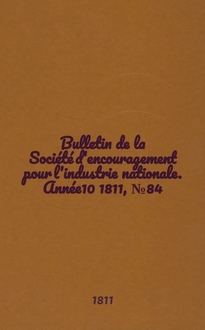 Bulletin de la
Société d'encouragement
pour l'industrie nationale.
Année10 1811, №84
1811